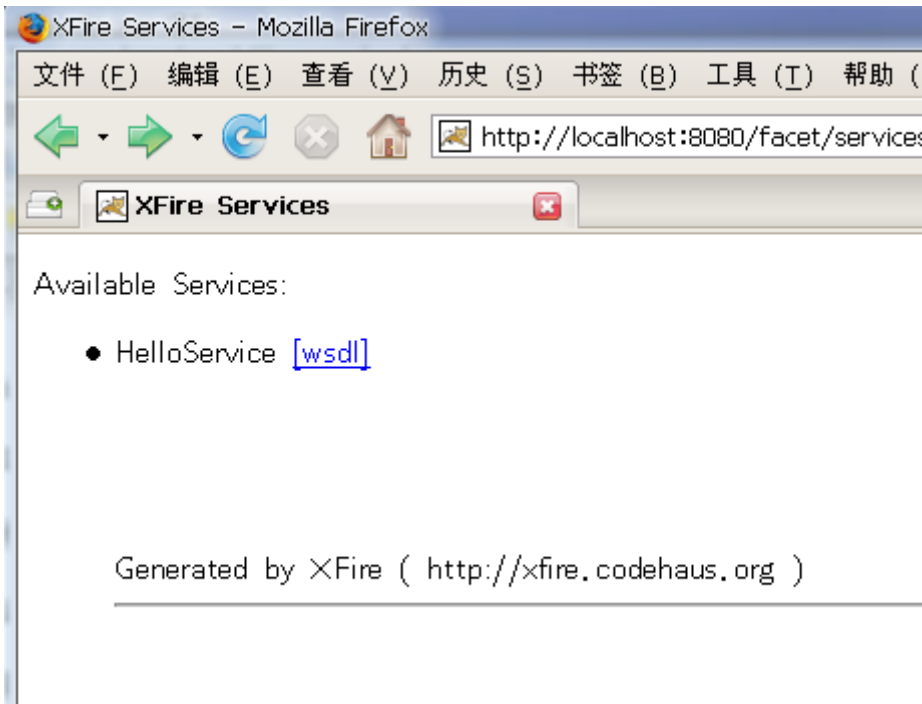 XFire Services - Mozilla Firefox
文件 (F) 编辑 (E) 查看 (V) 历史 (S) 书签 (B) 工具 (T) 帮助 (
http://localhost:8080/facet/services
XFire Services
Available Services:
HelloService [wsdl]
Generated by XFire ( http://xfire.codehaus.org )